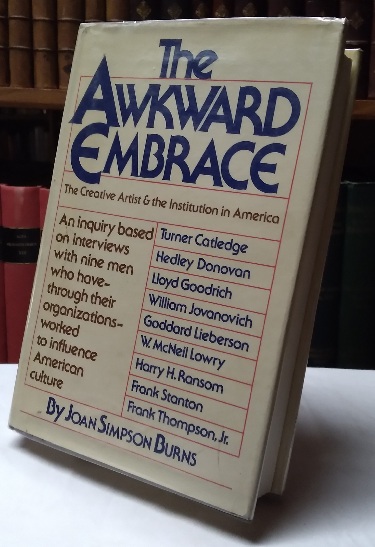 The
AWKWARD
EMBRACE
The Creative Artist & the Institution in America
An inquiry based
on interviews
with nine men
who have–
through their
organizations–
worked
to influence
American
culture
Turner Catledge
Hedley Donovan
Lloyd Goodrich
William Jovanovich
Goddard Lieberson
W. McNeil Lowry
Harry H. Ransom
Frank Stanton
Frank Thompson, Jr.
By JOAN SIMPSON BURNS